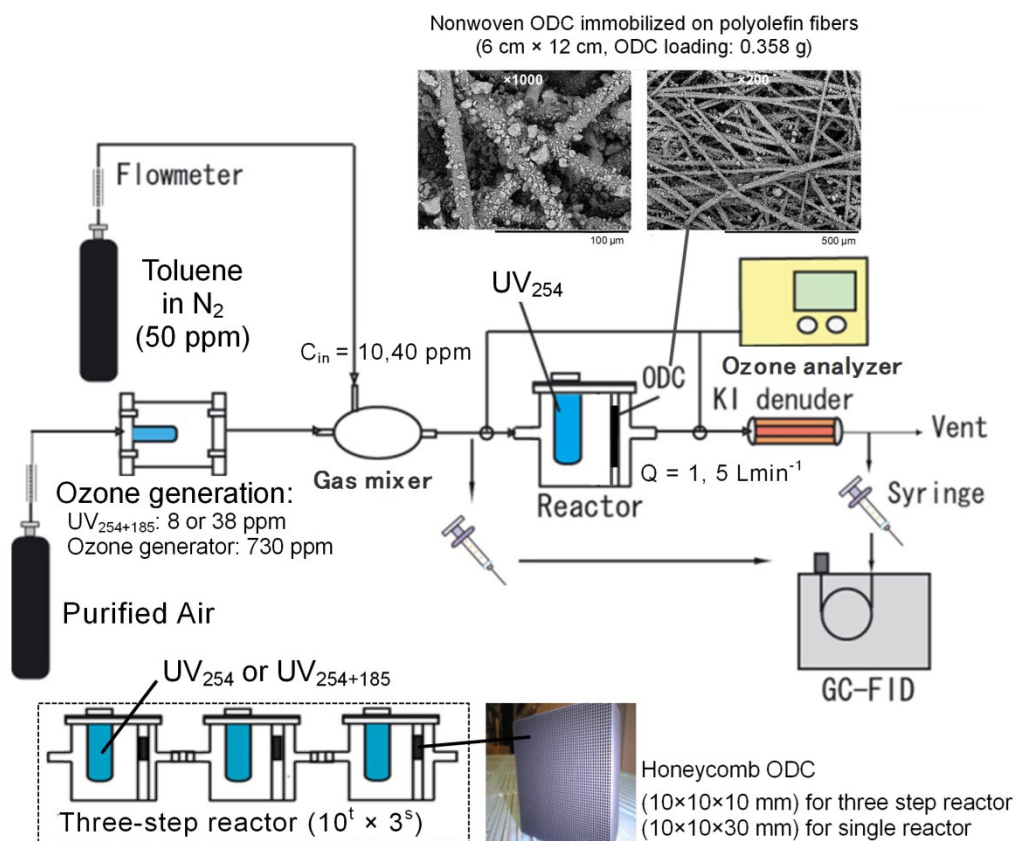 Nonwoven ODC immobilized on polyolefin fibers
(6 cm × 12 cm, ODC loading: 0.358 g)
×1000
×200
100 μm
500 μm
Flowmeter
Toluene
in N₂
(50 ppm)
UV₂₅₄
C_in = 10,40 ppm
Ozone analyzer
ODC
KI denuder
Vent
Gas mixer
Reactor
Q = 1, 5 Lmin⁻¹
Syringe
Ozone generation:
UV₂₅₄₊₁₈₅: 8 or 38 ppm
Ozone generator: 730 ppm
Purified Air
GC-FID
UV₂₅₄ or UV₂₅₄₊₁₈₅
Three-step reactor (10ᵗ × 3ˢ)
Honeycomb ODC
(10×10×10 mm) for three step reactor
(10×10×30 mm) for single reactor